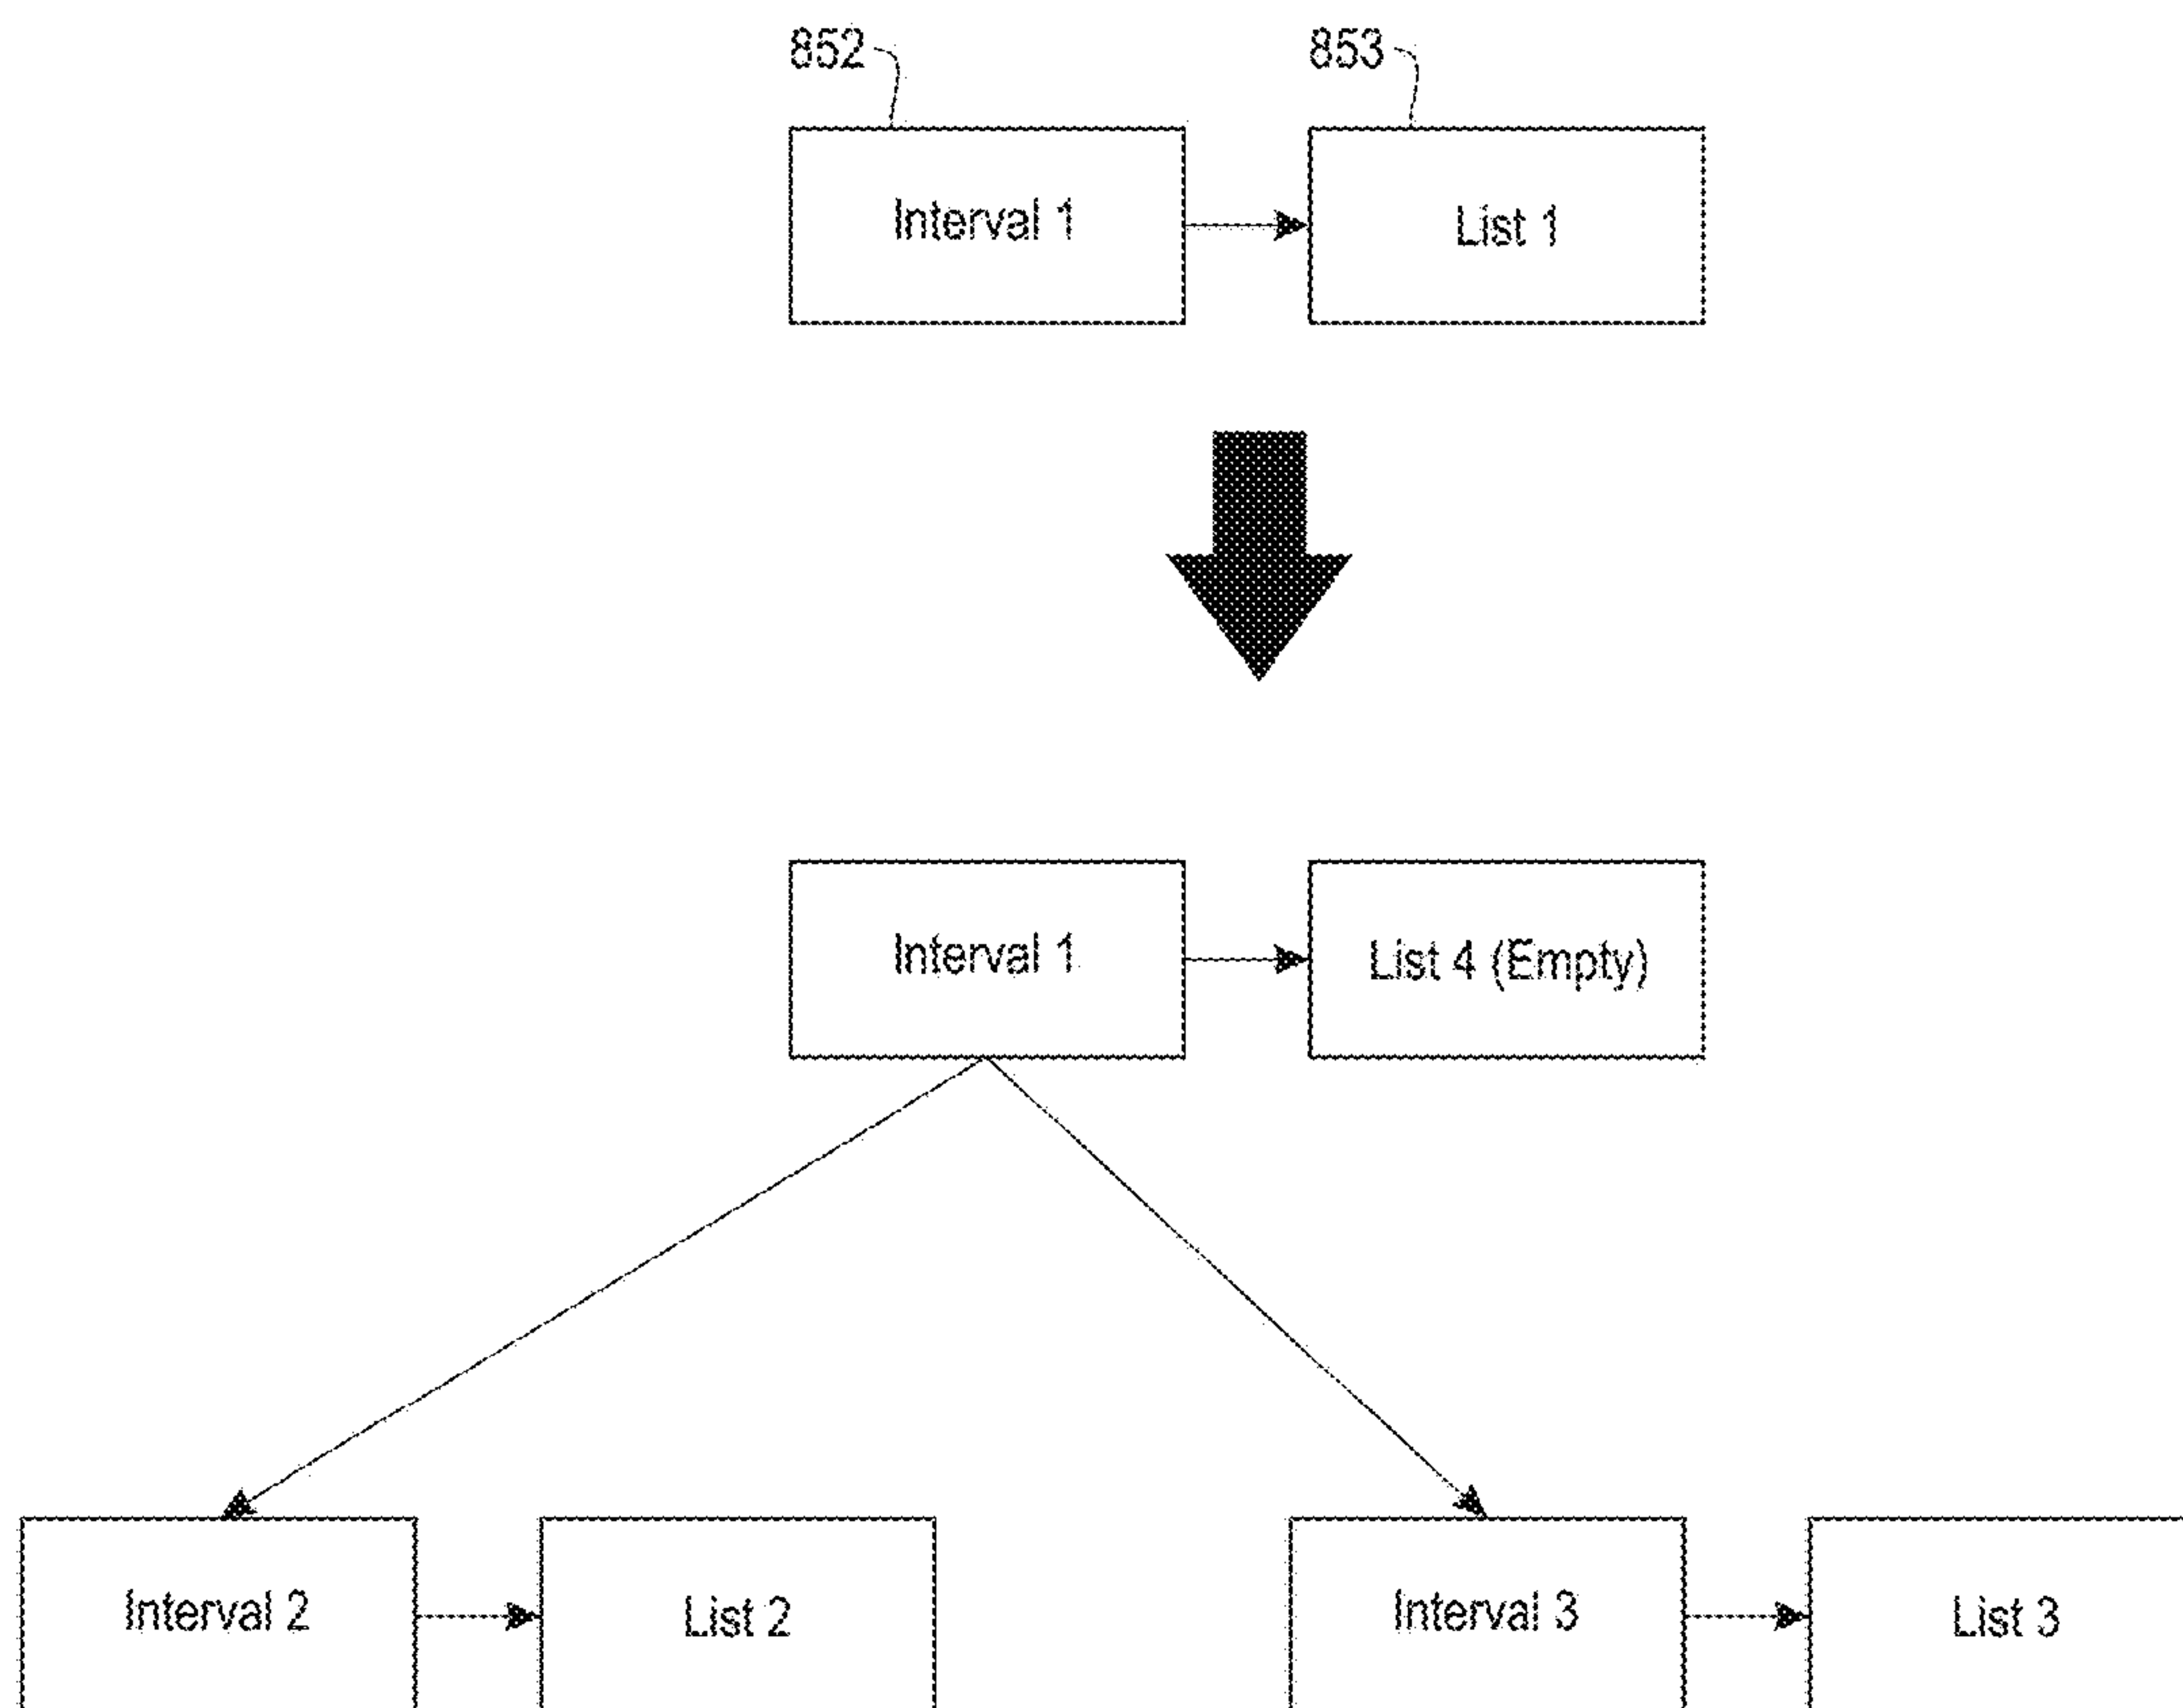 852
853
Interval 1
List 1
Interval 1
List 4 (Empty)
Interval 2
List 2
Interval 3
List 3